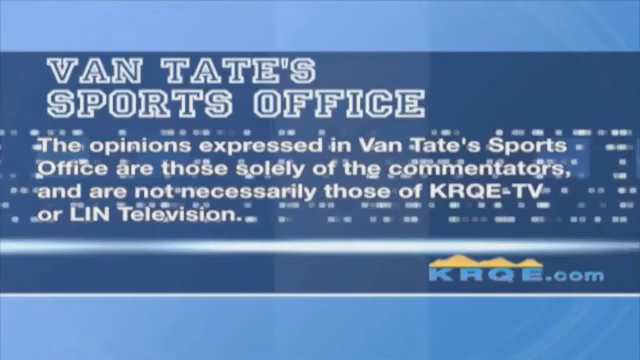 VAN TATE'S
SPORTS OFFICE
The opinions expressed in Van Tate's Sports
Office are those solely of the commentators,
and are not necessarily those of KRQE-TV
or LIN Television.
KRQE.com